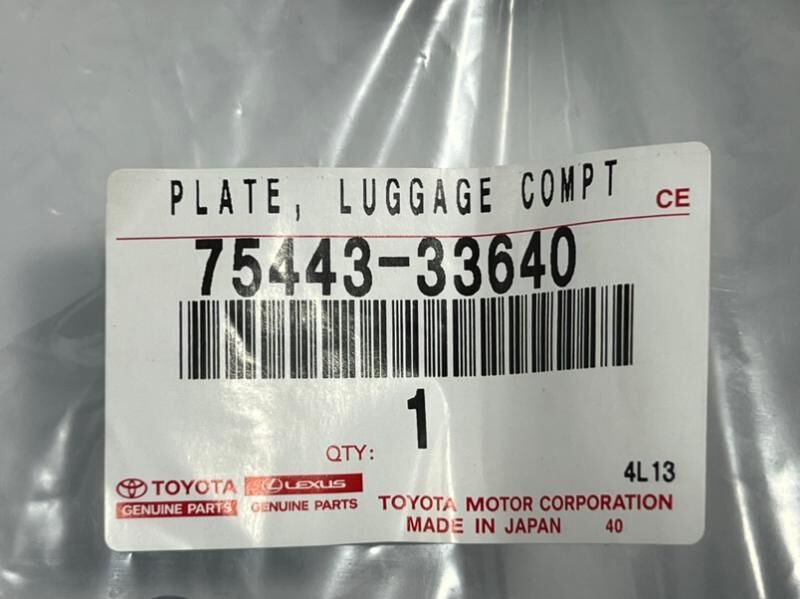 PLATE, LUGGAGE COMPT
CE
75443-33640
1
QTY:
4L13
TOYOTA
LEXUS
GENUINE PARTS
GENUINE PARTS
TOYOTA MOTOR CORPORATION
MADE IN JAPAN 40